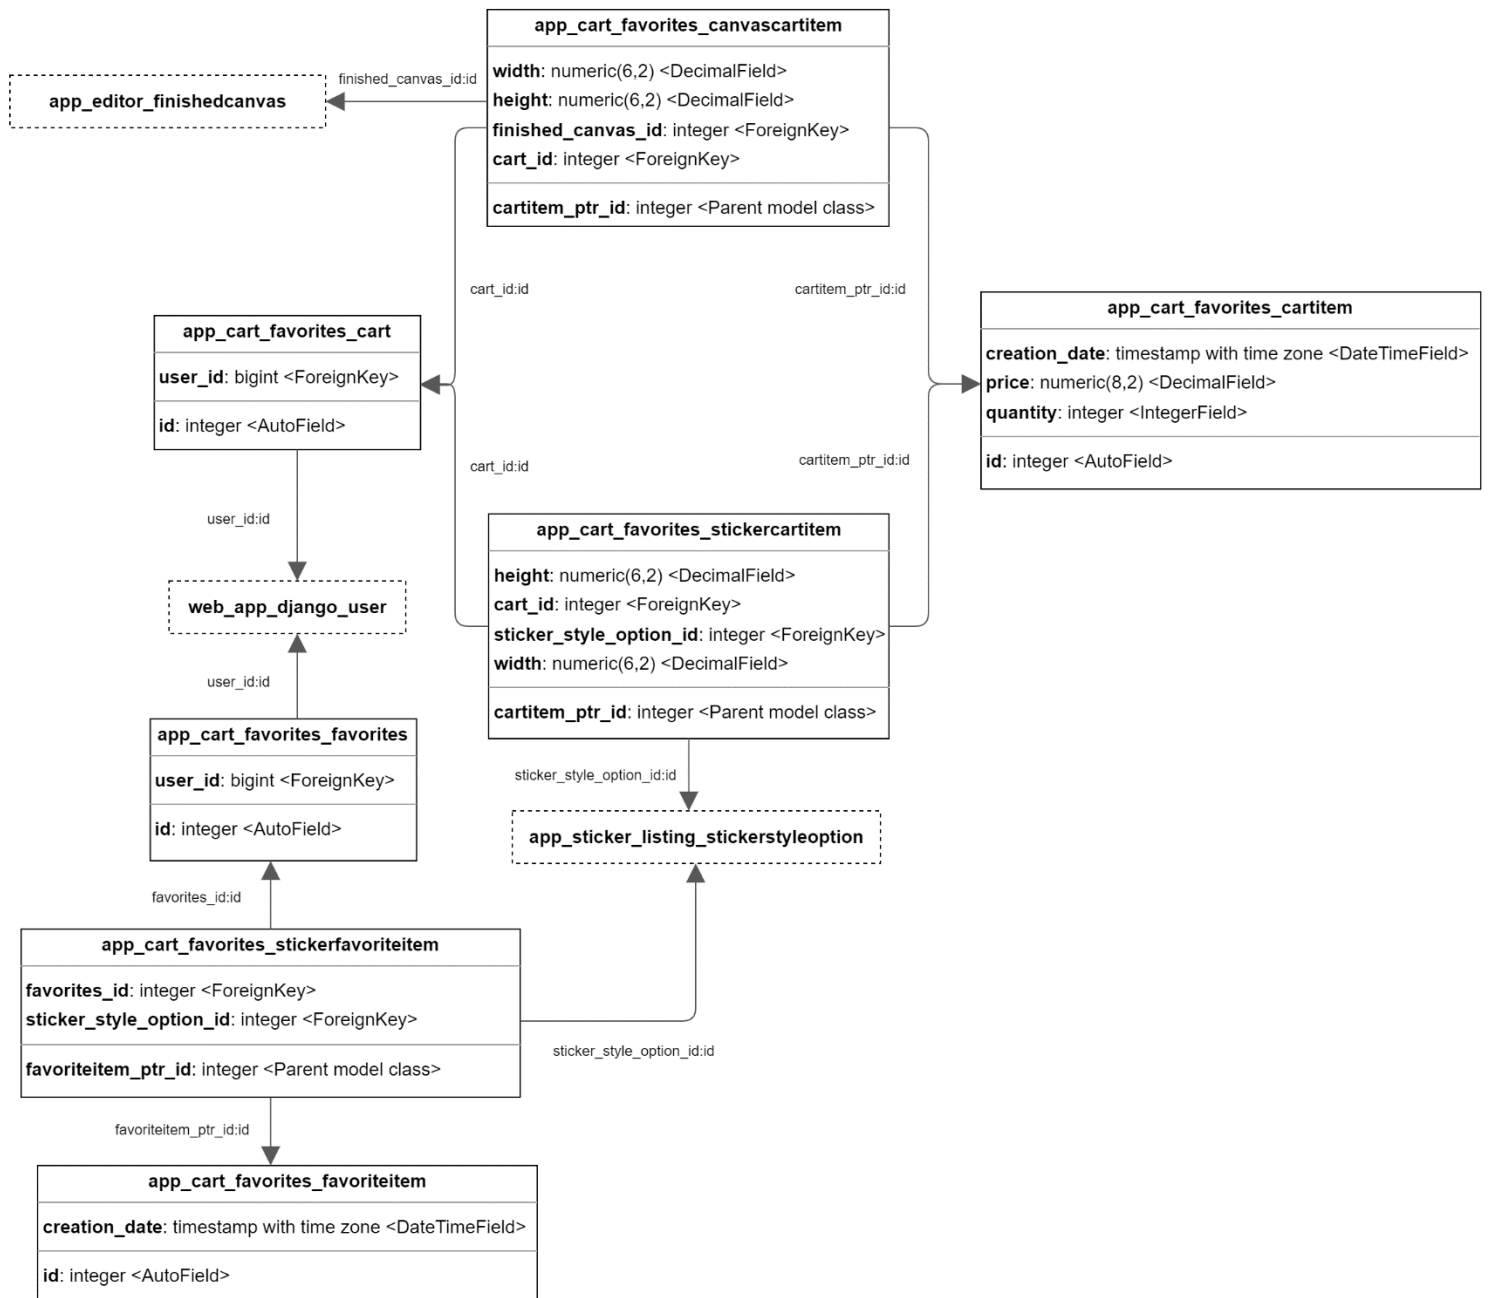 app_cart_favorites_canvascartitem
width: numeric(6,2) <DecimalField>
height: numeric(6,2) <DecimalField>
finished_canvas_id: integer <ForeignKey>
cart_id: integer <ForeignKey>
cartitem_ptr_id: integer <Parent model class>
finished_canvas_id:id
app_editor_finishedcanvas
cart_id:id
cartitem_ptr_id:id
app_cart_favorites_cart
user_id: bigint <ForeignKey>
id: integer <AutoField>
app_cart_favorites_cartitem
creation_date: timestamp with time zone <DateTimeField>
price: numeric(8,2) <DecimalField>
quantity: integer <IntegerField>
id: integer <AutoField>
cart_id:id
cartitem_ptr_id:id
user_id:id
app_cart_favorites_stickercartitem
height: numeric(6,2) <DecimalField>
cart_id: integer <ForeignKey>
sticker_style_option_id: integer <ForeignKey>
width: numeric(6,2) <DecimalField>
cartitem_ptr_id: integer <Parent model class>
web_app_django_user
user_id:id
app_cart_favorites_favorites
user_id: bigint <ForeignKey>
id: integer <AutoField>
sticker_style_option_id:id
app_sticker_listing_stickerstyleoption
favorites_id:id
app_cart_favorites_stickerfavoriteitem
favorites_id: integer <ForeignKey>
sticker_style_option_id: integer <ForeignKey>
favoriteitem_ptr_id: integer <Parent model class>
sticker_style_option_id:id
favoriteitem_ptr_id:id
app_cart_favorites_favoriteitem
creation_date: timestamp with time zone <DateTimeField>
id: integer <AutoField>